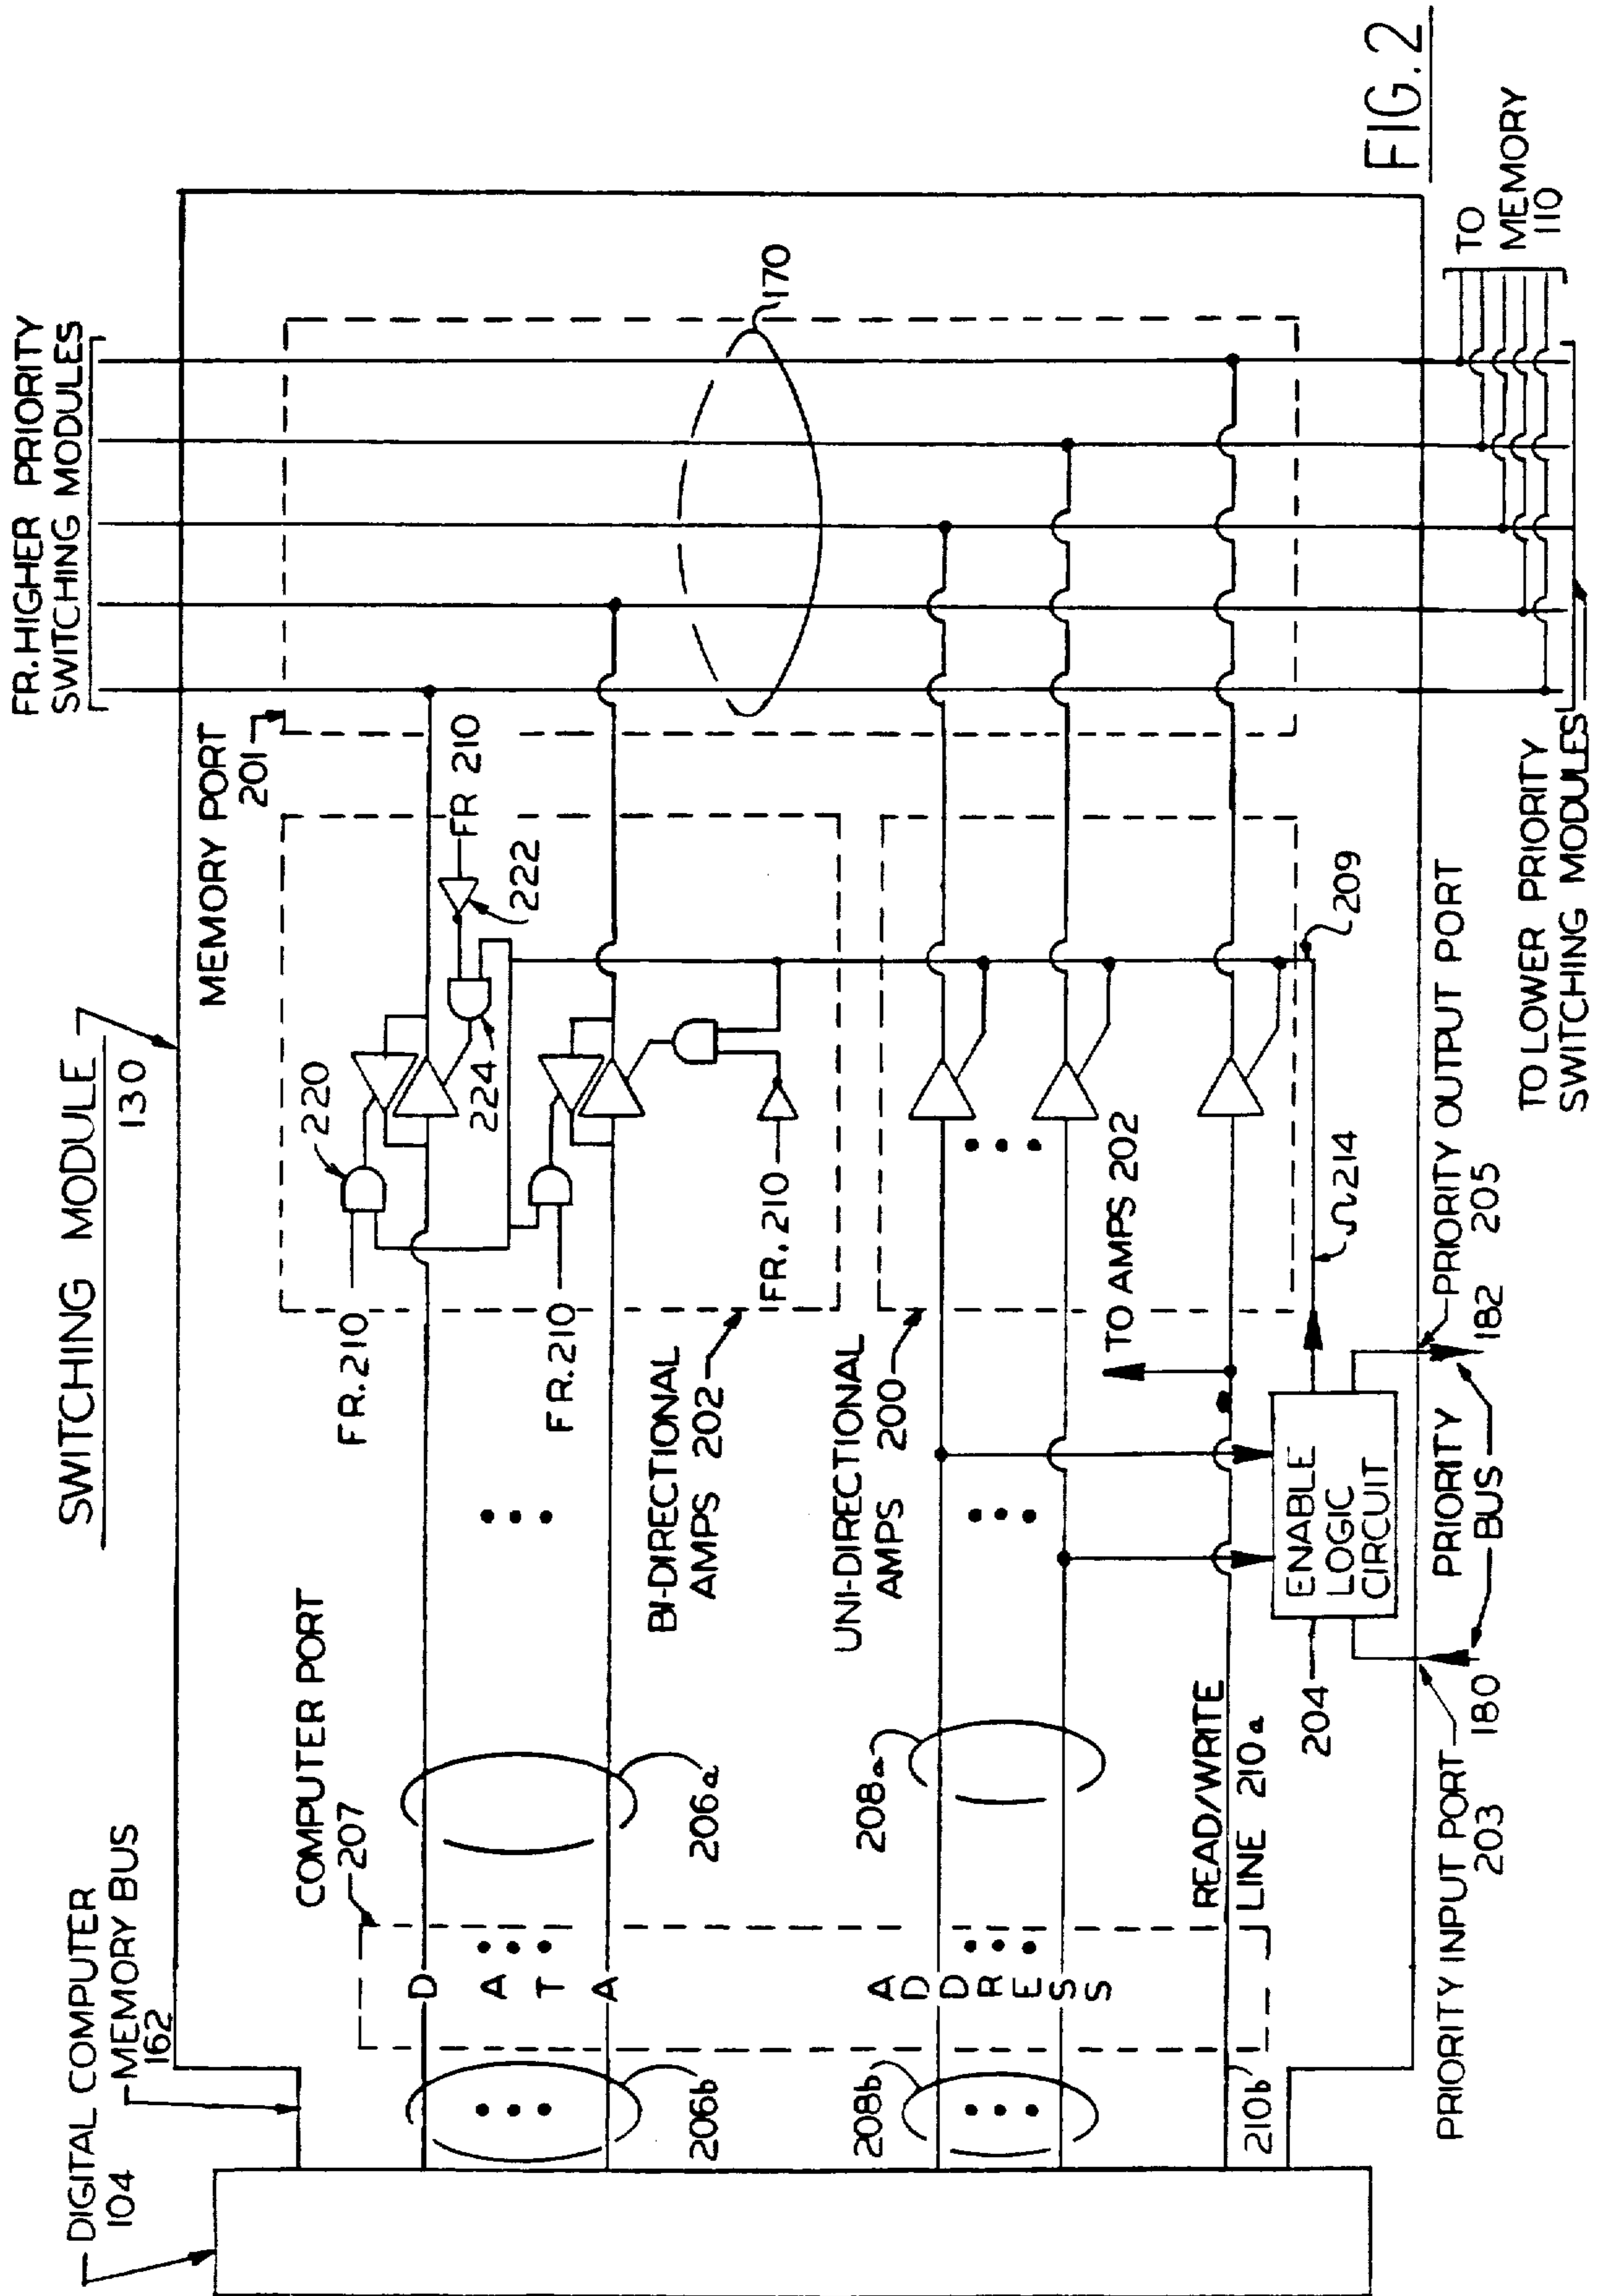 SWITCHING MODULE
130
FR. HIGHER PRIORITY
SWITCHING MODULES
DIGITAL COMPUTER
104
MEMORY BUS
162
COMPUTER PORT
207
MEMORY PORT
201
FR. 210
220
FR 210
222
224
FR. 210
FR. 210
170
D
A
T
A
206b
206a
BI-DIRECTIONAL
AMPS 202
UNI-DIRECTIONAL
AMPS 200
208b
208a
A
D
D
R
E
S
S
TO AMPS 202
209
214
READ/WRITE
LINE 210a
210b
204
ENABLE
LOGIC
CIRCUIT
PRIORITY INPUT PORT
203
180
PRIORITY
BUS
182
PRIORITY OUTPUT PORT
205
TO LOWER PRIORITY
SWITCHING MODULES
TO
MEMORY
110
FIG. 2